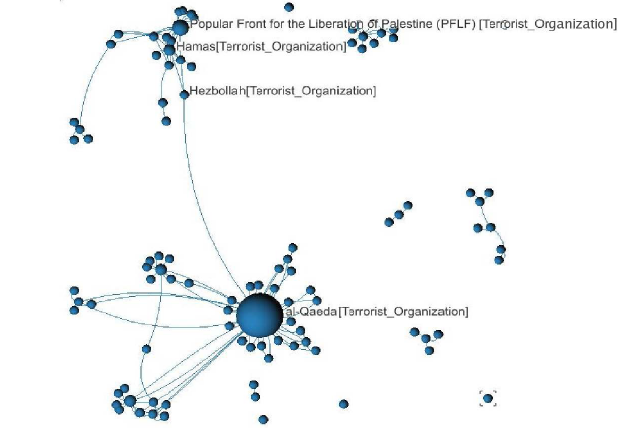 Popular Front for the Liberation of Palestine (PFLF) [Terrorist_Organization]
Hamas[Terrorist_Organization]
Hezbollah[Terrorist_Organization]
al-Qaeda[Terrorist_Organization]